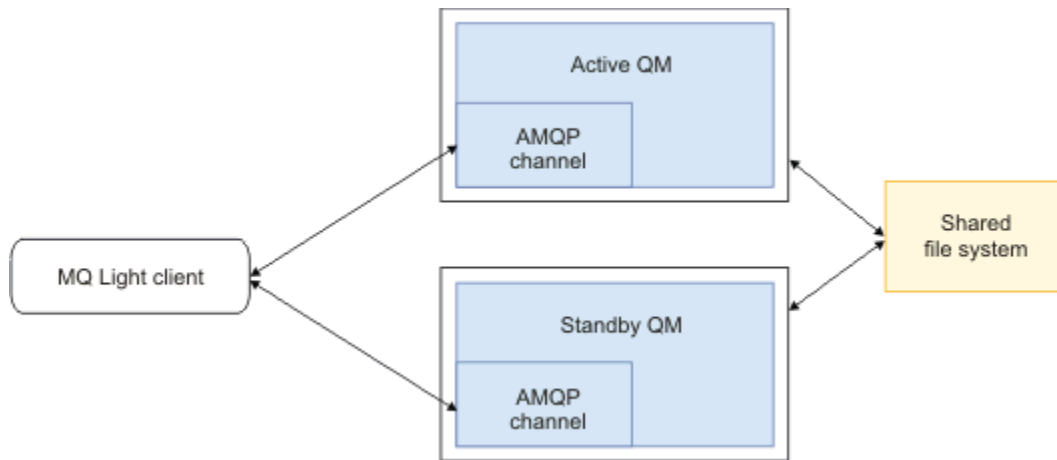 Active QM
AMQP
channel
MQ Light client
Shared
file system
Standby QM
AMQP
channel